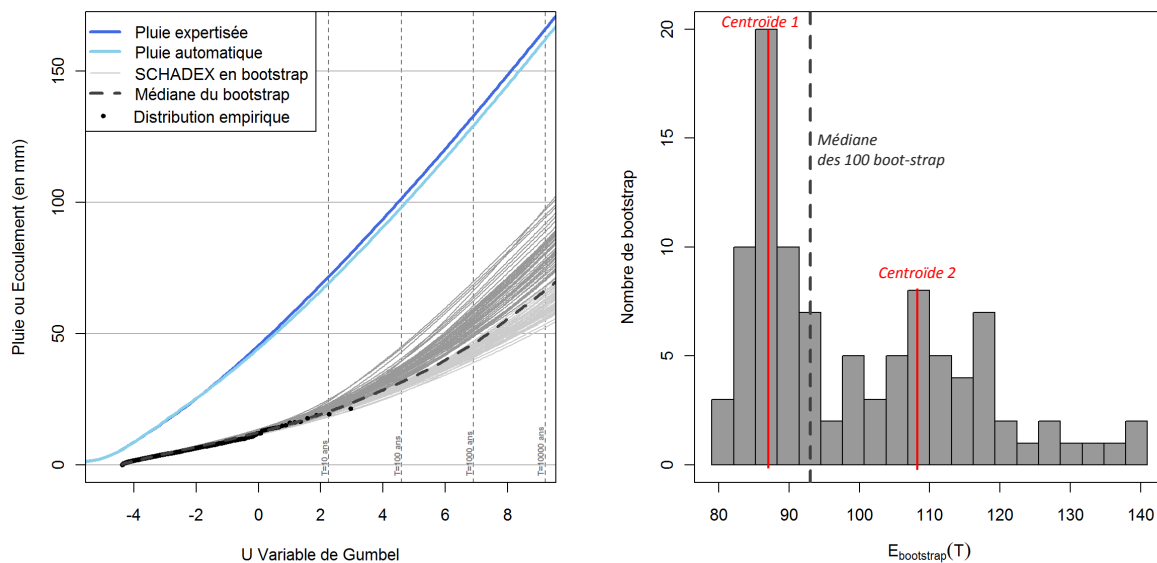 Pluie expertisée
Pluie automatique
SCHADEX en bootstrap
Médiane du bootstrap
Distribution empirique
Pluie ou Ecoulement (en mm)
0
50
100
150
T=10 ans
T=100 ans
T=1000 ans
T=10000 ans
-4
-2
0
2
4
6
8
U Variable de Gumbel
Centroïde 1
Médiane
des 100 boot-strap
Centroïde 2
Nombre de bootstrap
0
5
10
15
20
80
90
100
110
120
130
140
Ebootstrap(T)